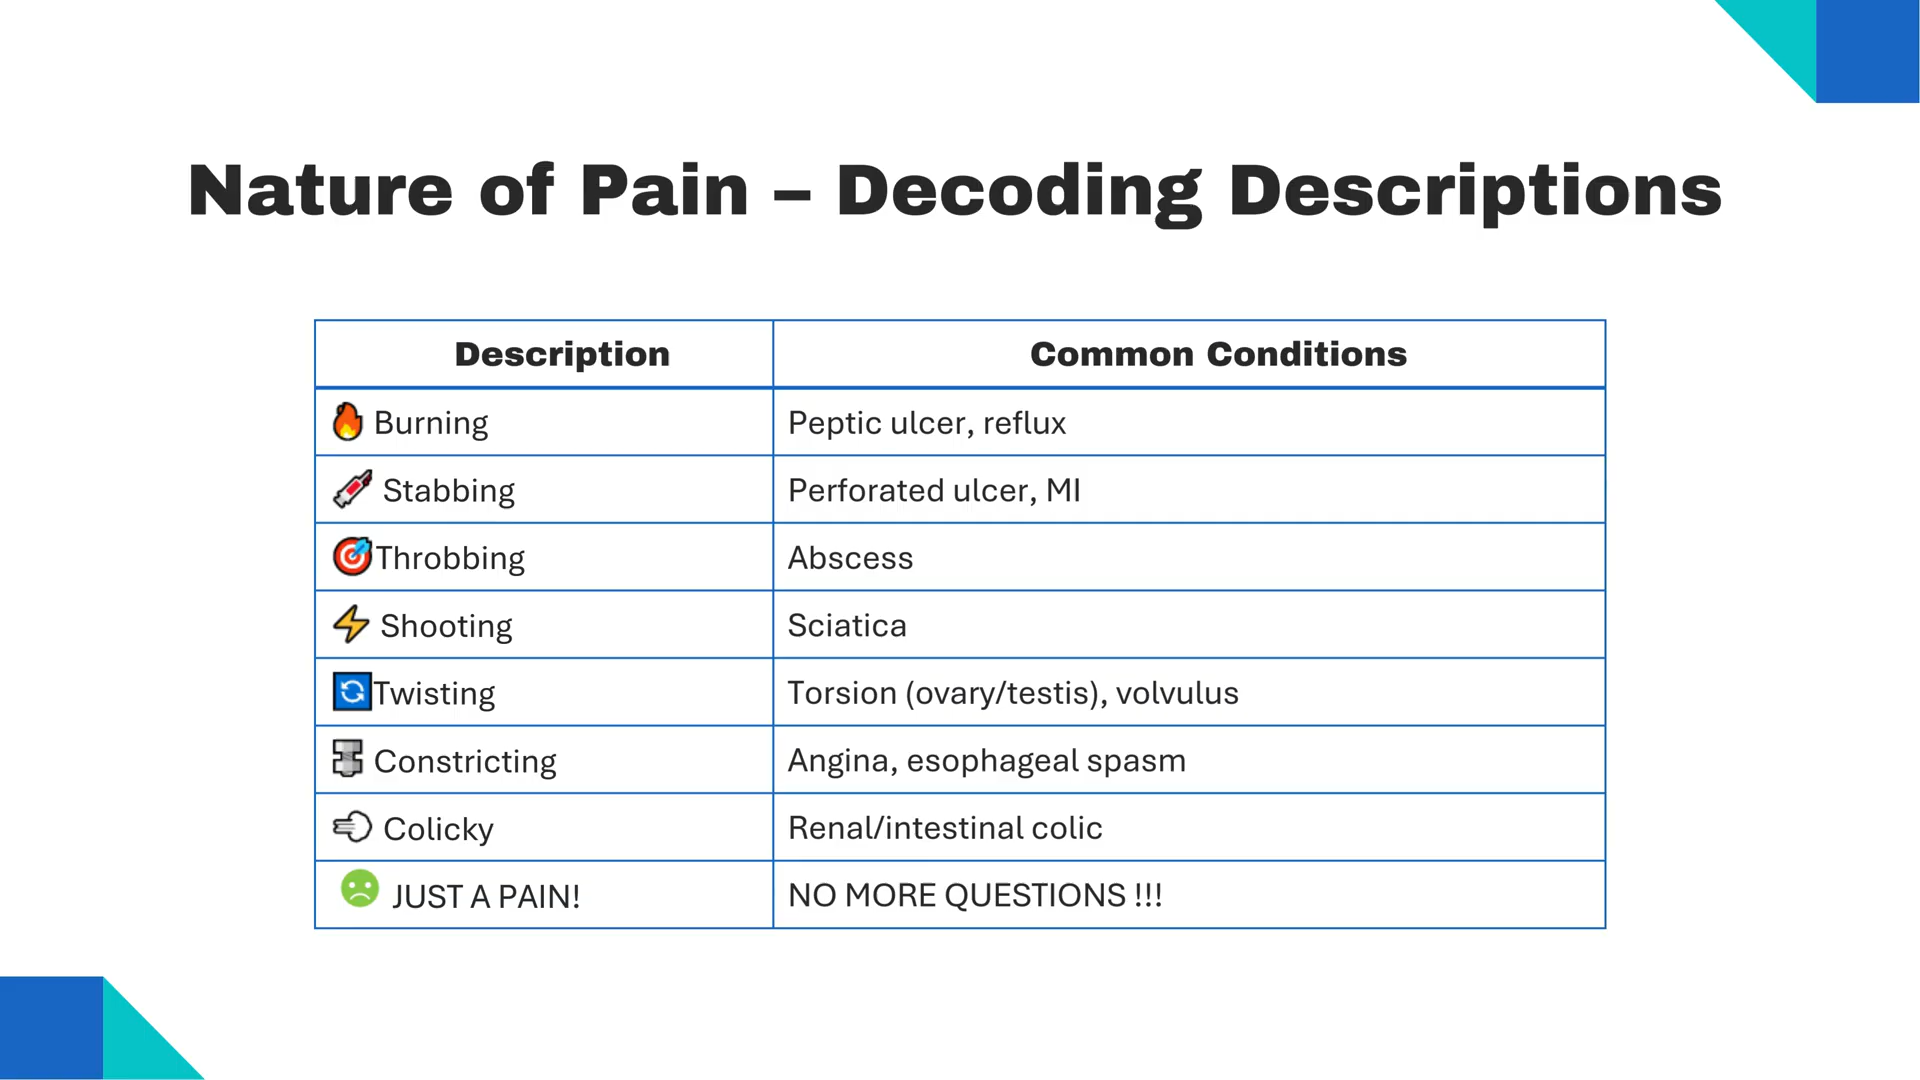 Nature of Pain – Decoding Descriptions
Description Common Conditions
Burning Peptic ulcer, reflux
Stabbing Perforated ulcer, MI
Throbbing Abscess
Shooting Sciatica
Twisting Torsion (ovary/testis), volvulus
Constricting Angina, esophageal spasm
Colicky Renal/intestinal colic
JUST A PAIN! NO MORE QUESTIONS !!!